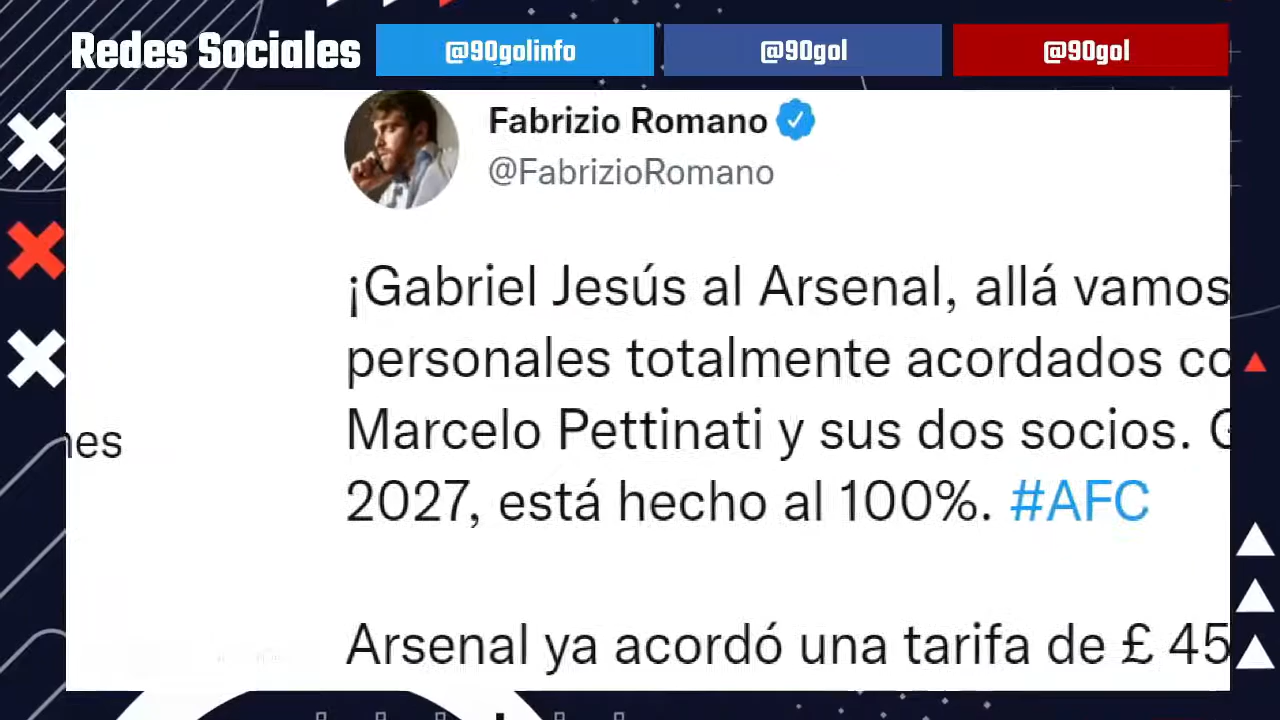 Redes Sociales @90golinfo @90gol @90gol
Fabrizio Romano
@FabrizioRomano
¡Gabriel Jesús al Arsenal, allá vamos
personales totalmente acordados co
Marcelo Pettinati y sus dos socios. G
nes
2027, está hecho al 100%. #AFC
Arsenal ya acordó una tarifa de £ 45